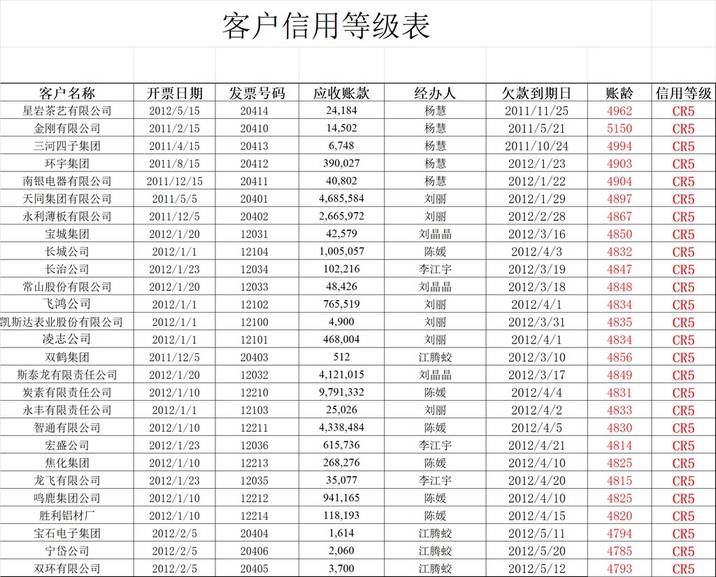 客户信用等级表
客户名称 开票日期 发票号码 应收账款 经办人 欠款到期日 账龄 信用等级
星岩茶艺有限公司 2012/5/15 20414 24,184 杨慧 2011/11/25 4962 CR5
金刚有限公司 2011/2/15 20410 14,502 杨慧 2011/5/21 5150 CR5
三河四子集团 2011/4/15 20413 6,748 杨慧 2011/10/24 4994 CR5
环宇集团 2011/8/15 20412 390,027 杨慧 2012/1/23 4903 CR5
南银电器有限公司 2011/12/15 20411 40,802 杨慧 2012/1/22 4904 CR5
天同集团有限公司 2011/5/5 20401 4,685,584 刘丽 2012/1/29 4897 CR5
永利薄板有限公司 2011/12/5 20402 2,665,972 刘丽 2012/2/28 4867 CR5
宝城集团 2012/1/20 12031 42,579 刘晶晶 2012/3/16 4850 CR5
长城公司 2012/1/1 12104 1,005,057 陈媛 2012/4/3 4832 CR5
长治公司 2012/1/23 12034 102,216 李江宇 2012/3/19 4847 CR5
常山股份有限公司 2012/1/20 12033 48,426 刘晶晶 2012/3/18 4848 CR5
飞鸿公司 2012/1/1 12102 765,519 刘丽 2012/4/1 4834 CR5
凯斯达表业股份有限公司 2012/1/1 12100 4,900 刘丽 2012/3/31 4835 CR5
凌志公司 2012/1/1 12101 468,004 刘丽 2012/4/1 4834 CR5
双鹤集团 2011/12/5 20403 512 江腾蛟 2012/3/10 4856 CR5
斯泰龙有限责任公司 2012/1/20 12032 4,121,015 刘晶晶 2012/3/17 4849 CR5
炭素有限责任公司 2012/1/10 12210 9,791,332 陈媛 2012/4/4 4831 CR5
永丰有限责任公司 2012/1/1 12103 25,026 刘丽 2012/4/2 4833 CR5
智通有限公司 2012/1/10 12211 4,338,484 陈媛 2012/4/5 4830 CR5
宏盛公司 2012/1/23 12036 615,736 李江宇 2012/4/21 4814 CR5
焦化集团 2012/1/10 12213 268,276 陈媛 2012/4/10 4825 CR5
龙飞有限公司 2012/1/23 12035 35,077 李江宇 2012/4/20 4815 CR5
鸣鹿集团公司 2012/1/10 12212 941,165 陈媛 2012/4/10 4825 CR5
胜利铝材厂 2012/1/10 12214 118,193 陈媛 2012/4/15 4820 CR5
宝石电子集团 2012/2/5 20404 1,614 江腾蛟 2012/5/11 4794 CR5
宁岱公司 2012/2/5 20406 2,060 江腾蛟 2012/5/20 4785 CR5
双环有限公司 2012/2/5 20405 3,700 江腾蛟 2012/5/12 4793 CR5